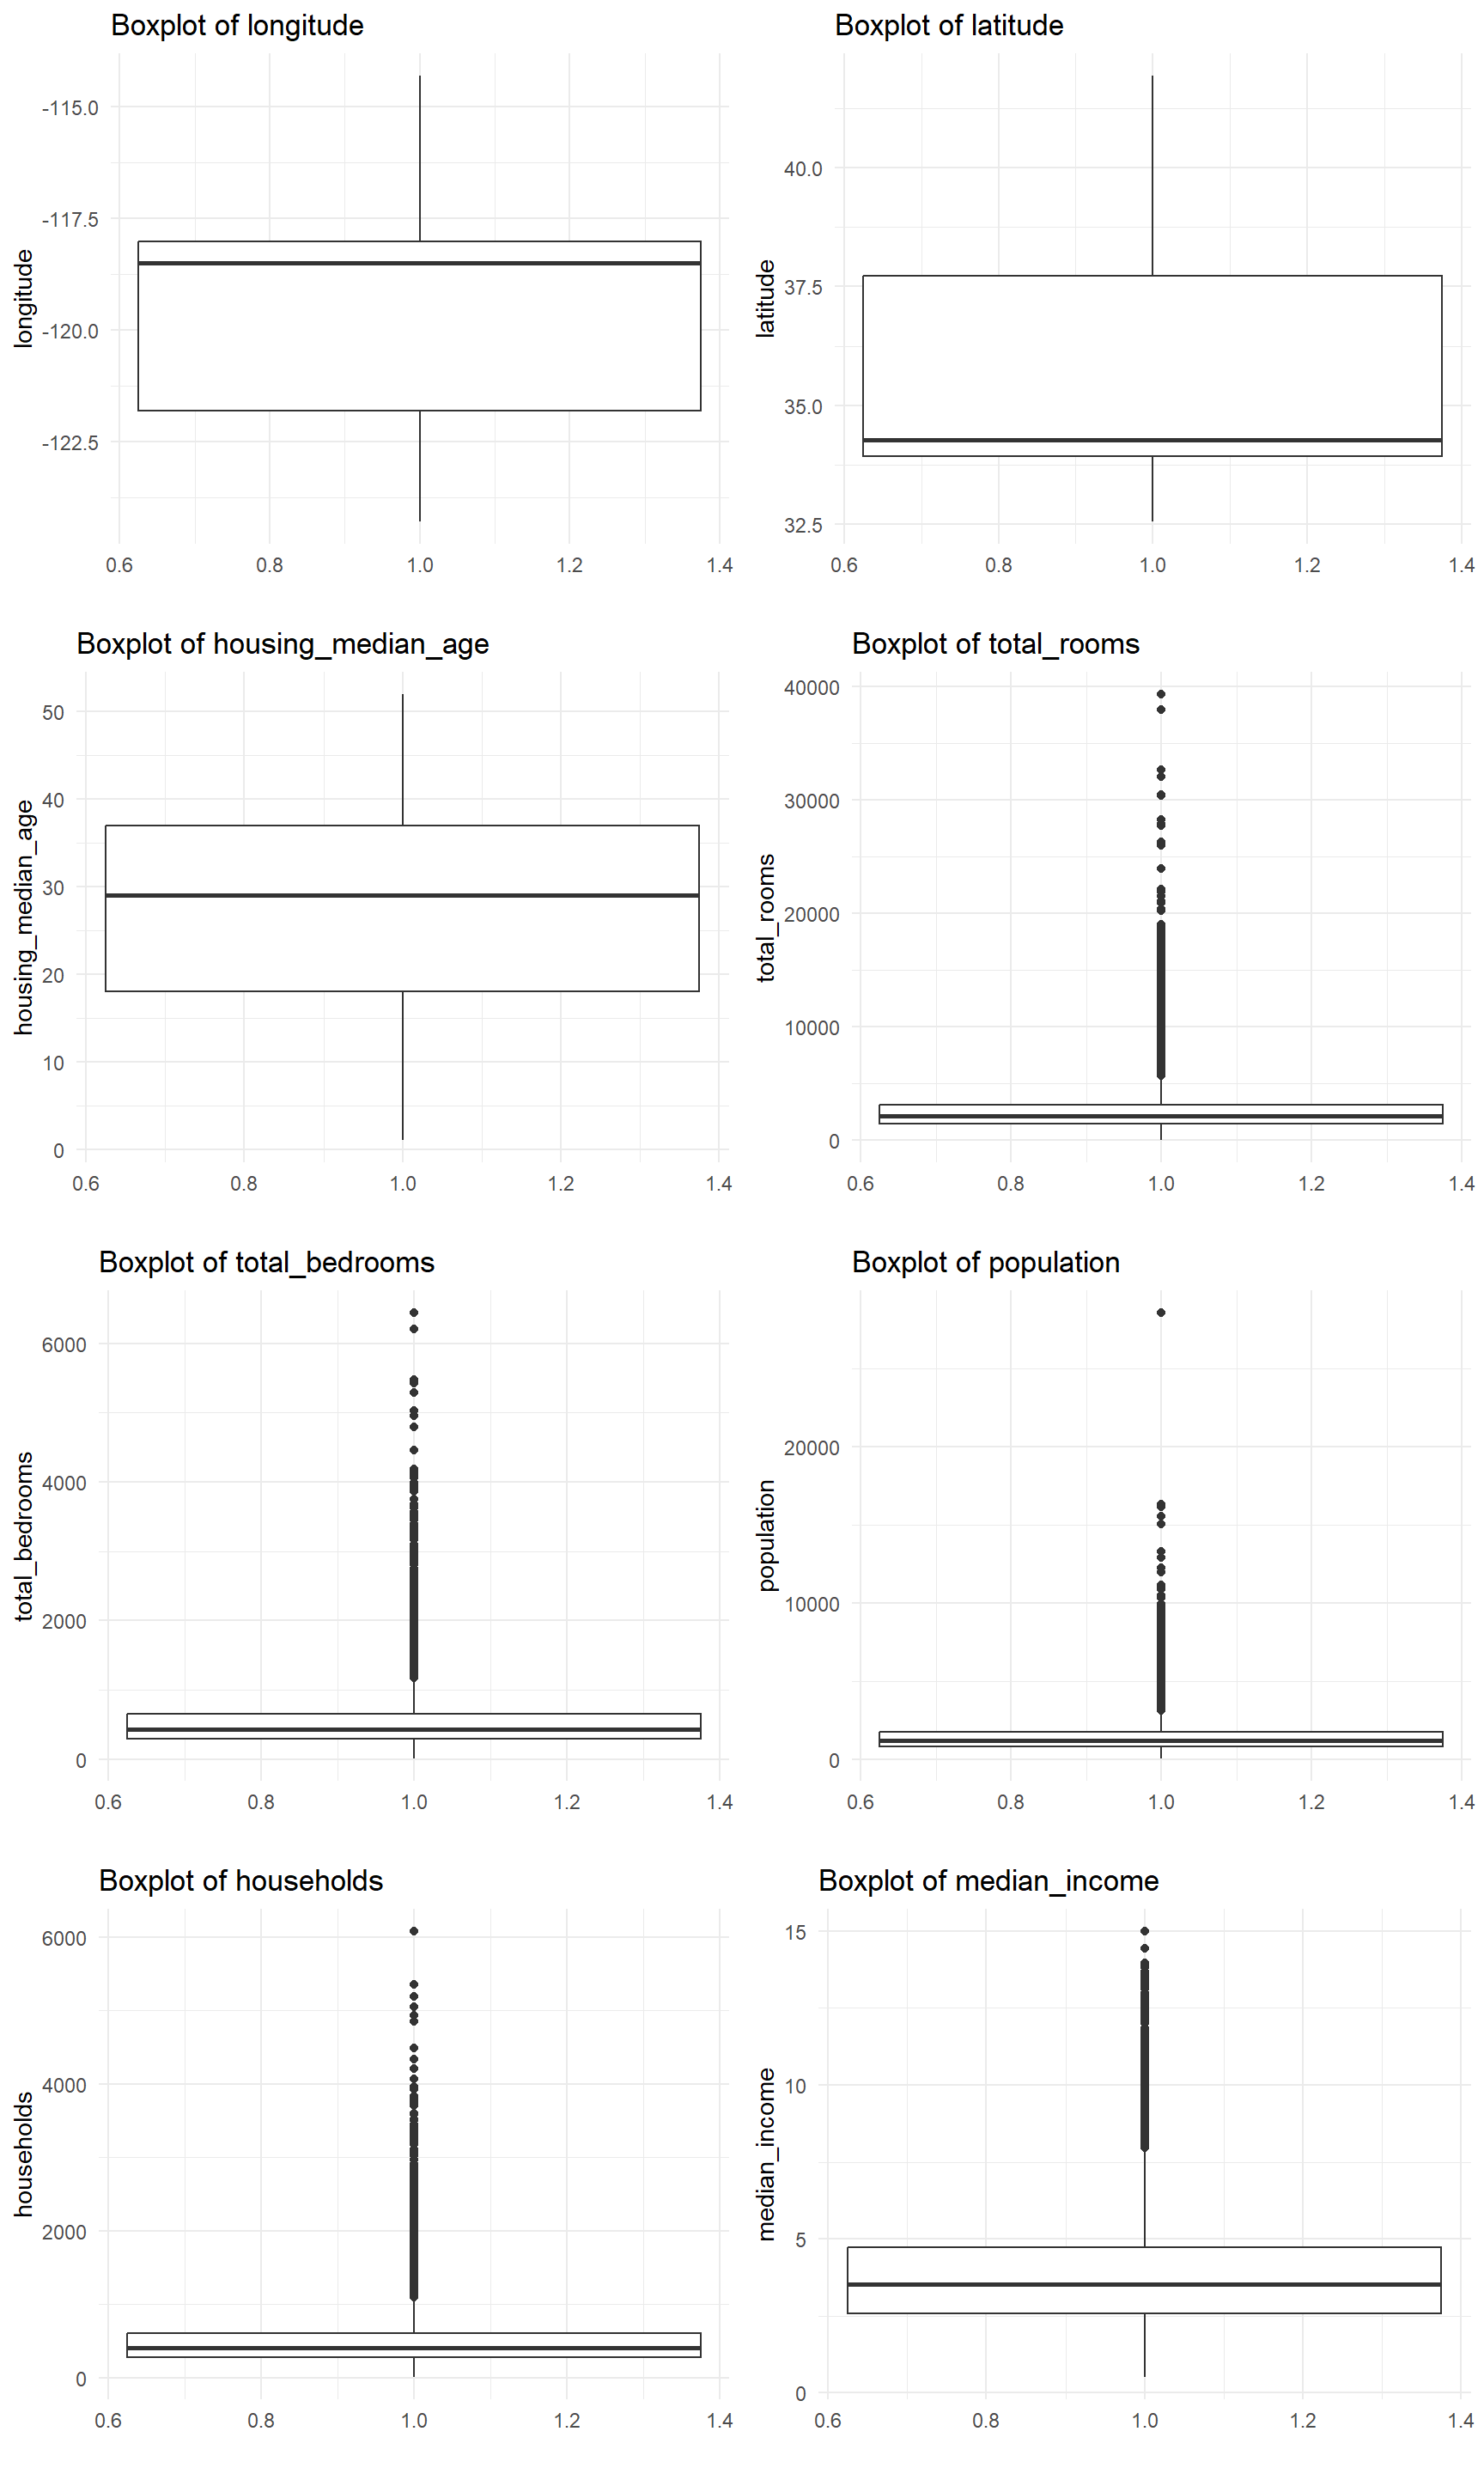 Boxplot of longitude
longitude
-115.0
-117.5
-120.0
-122.5
0.6 0.8 1.0 1.2 1.4
Boxplot of latitude
latitude
40.0
37.5
35.0
32.5
0.6 0.8 1.0 1.2 1.4
Boxplot of housing_median_age
housing_median_age
50
40
30
20
10
0
0.6 0.8 1.0 1.2 1.4
Boxplot of total_rooms
total_rooms
40000
30000
20000
10000
0
0.6 0.8 1.0 1.2 1.4
Boxplot of total_bedrooms
total_bedrooms
6000
4000
2000
0
0.6 0.8 1.0 1.2 1.4
Boxplot of population
population
20000
10000
0
0.6 0.8 1.0 1.2 1.4
Boxplot of households
households
6000
4000
2000
0
0.6 0.8 1.0 1.2 1.4
Boxplot of median_income
median_income
15
10
5
0
0.6 0.8 1.0 1.2 1.4